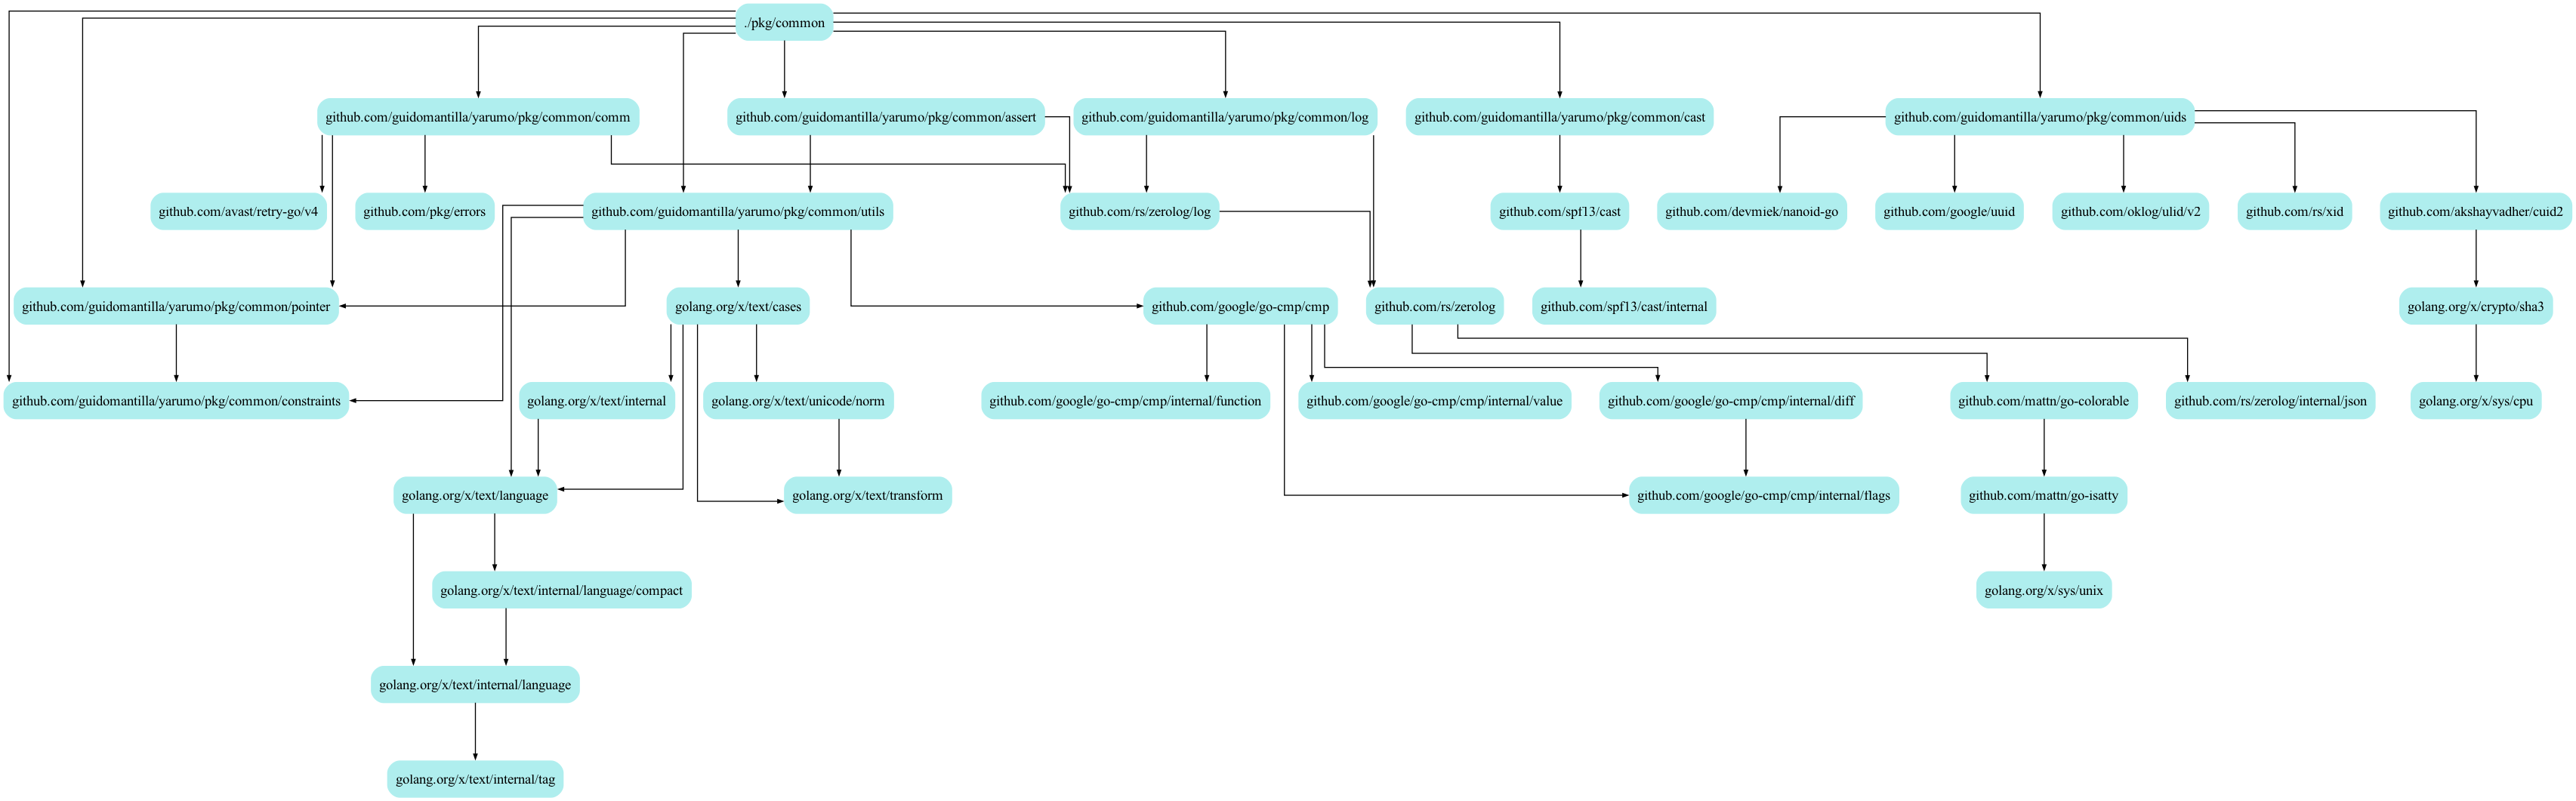 ./pkg/common
github.com/guidomantilla/yarumo/pkg/common/comm
github.com/guidomantilla/yarumo/pkg/common/assert
github.com/guidomantilla/yarumo/pkg/common/log
github.com/guidomantilla/yarumo/pkg/common/cast
github.com/guidomantilla/yarumo/pkg/common/uids
github.com/avast/retry-go/v4
github.com/pkg/errors
github.com/guidomantilla/yarumo/pkg/common/utils
github.com/rs/zerolog/log
github.com/spf13/cast
github.com/devmiek/nanoid-go
github.com/google/uuid
github.com/oklog/ulid/v2
github.com/rs/xid
github.com/akshayvadher/cuid2
github.com/guidomantilla/yarumo/pkg/common/pointer
golang.org/x/text/cases
github.com/google/go-cmp/cmp
github.com/rs/zerolog
github.com/spf13/cast/internal
golang.org/x/crypto/sha3
github.com/guidomantilla/yarumo/pkg/common/constraints
golang.org/x/text/internal
golang.org/x/text/unicode/norm
github.com/google/go-cmp/cmp/internal/function
github.com/google/go-cmp/cmp/internal/value
github.com/google/go-cmp/cmp/internal/diff
github.com/mattn/go-colorable
github.com/rs/zerolog/internal/json
golang.org/x/sys/cpu
golang.org/x/text/language
golang.org/x/text/transform
github.com/google/go-cmp/cmp/internal/flags
github.com/mattn/go-isatty
golang.org/x/text/internal/language/compact
golang.org/x/sys/unix
golang.org/x/text/internal/language
golang.org/x/text/internal/tag